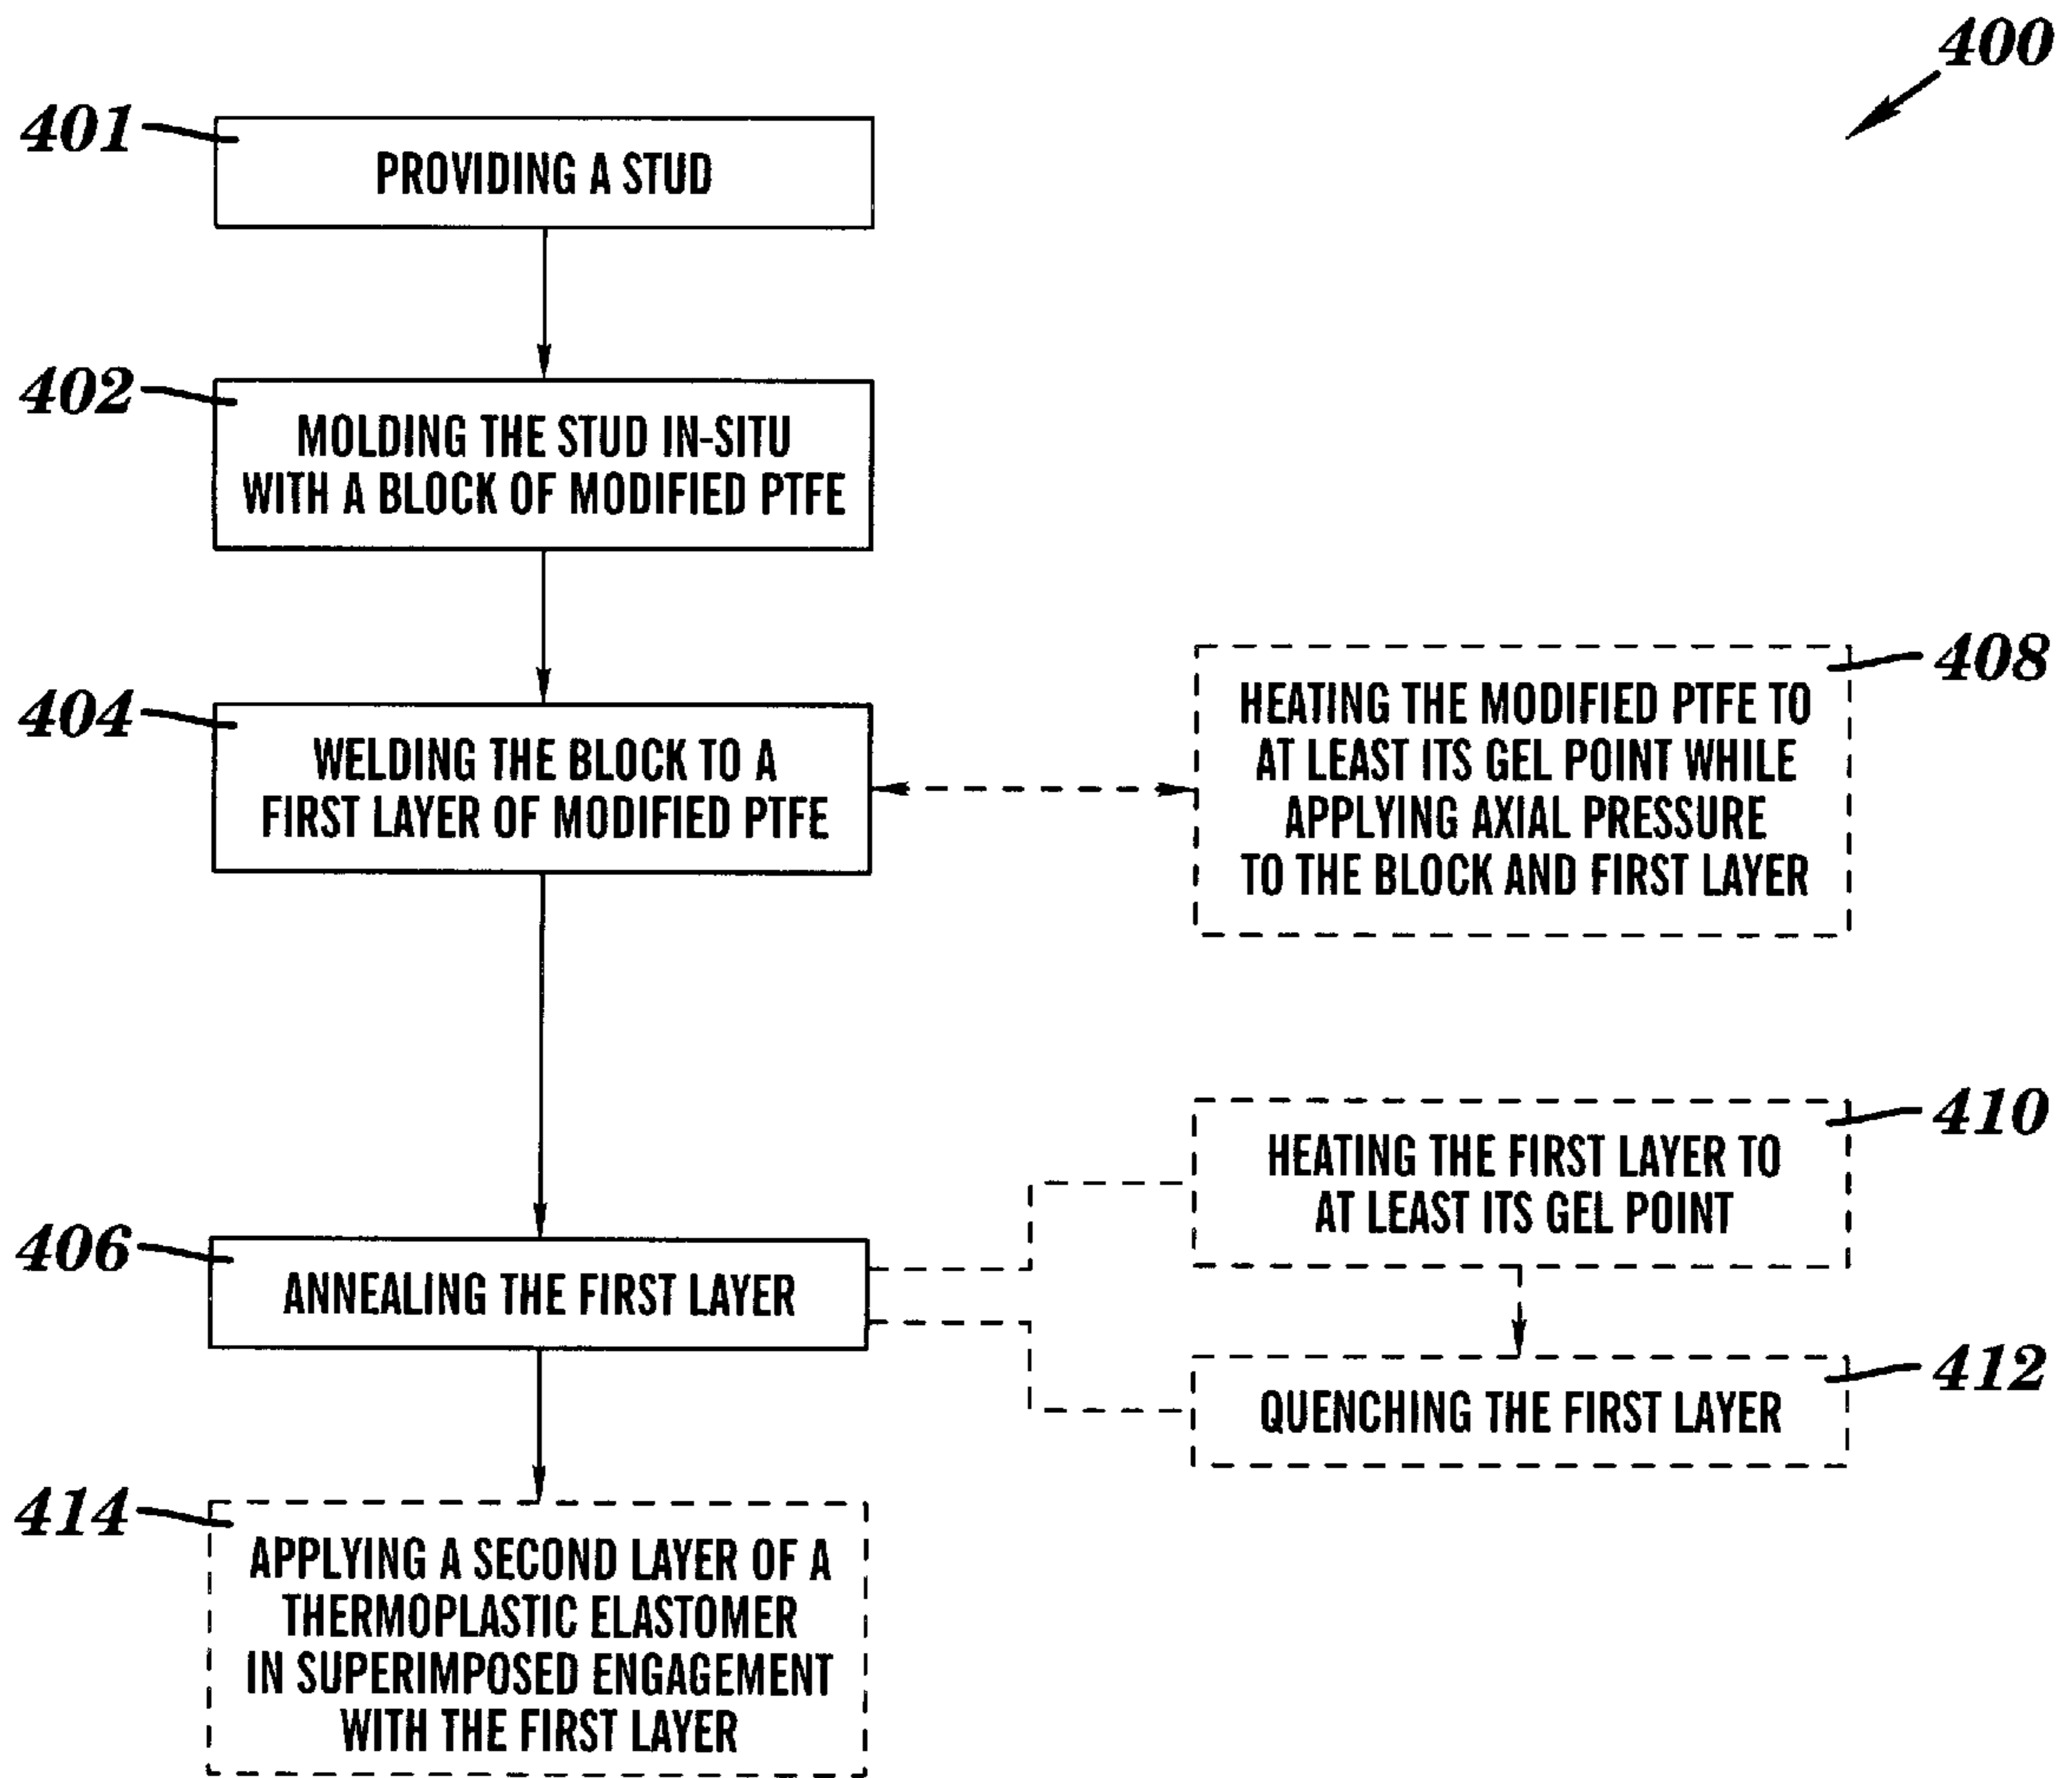 400
401
PROVIDING A STUD
402
MOLDING THE STUD IN-SITU
WITH A BLOCK OF MODIFIED PTFE
404
WELDING THE BLOCK TO A
FIRST LAYER OF MODIFIED PTFE
408
HEATING THE MODIFIED PTFE TO
AT LEAST ITS GEL POINT WHILE
APPLYING AXIAL PRESSURE
TO THE BLOCK AND FIRST LAYER
406
ANNEALING THE FIRST LAYER
410
HEATING THE FIRST LAYER TO
AT LEAST ITS GEL POINT
412
QUENCHING THE FIRST LAYER
414
APPLYING A SECOND LAYER OF A
THERMOPLASTIC ELASTOMER
IN SUPERIMPOSED ENGAGEMENT
WITH THE FIRST LAYER